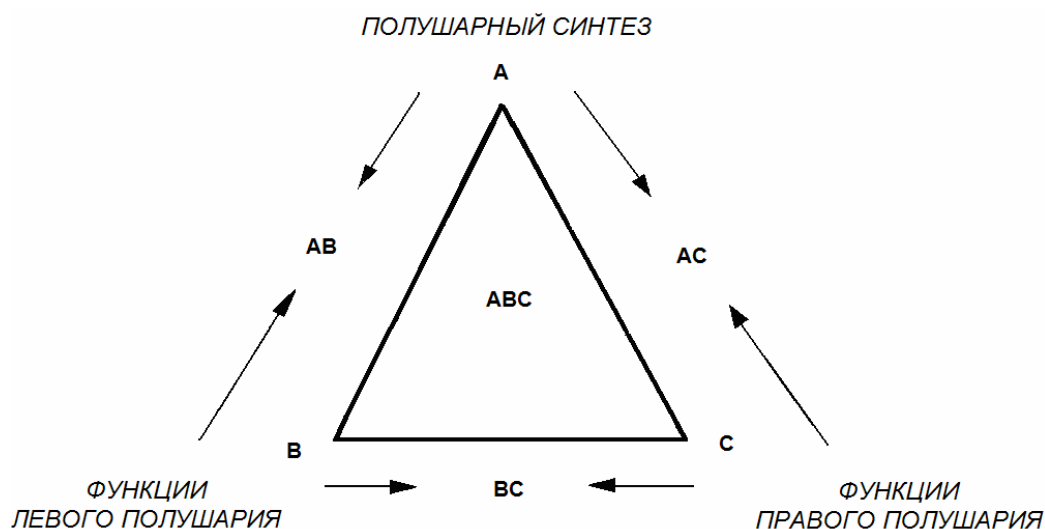 ПОЛУШАРНЫЙ СИНТЕЗ
A
AB
AC
ABC
B
C
BC
ФУНКЦИИ
ЛЕВОГО ПОЛУШАРИЯ
ФУНКЦИИ
ПРАВОГО ПОЛУШАРИЯ